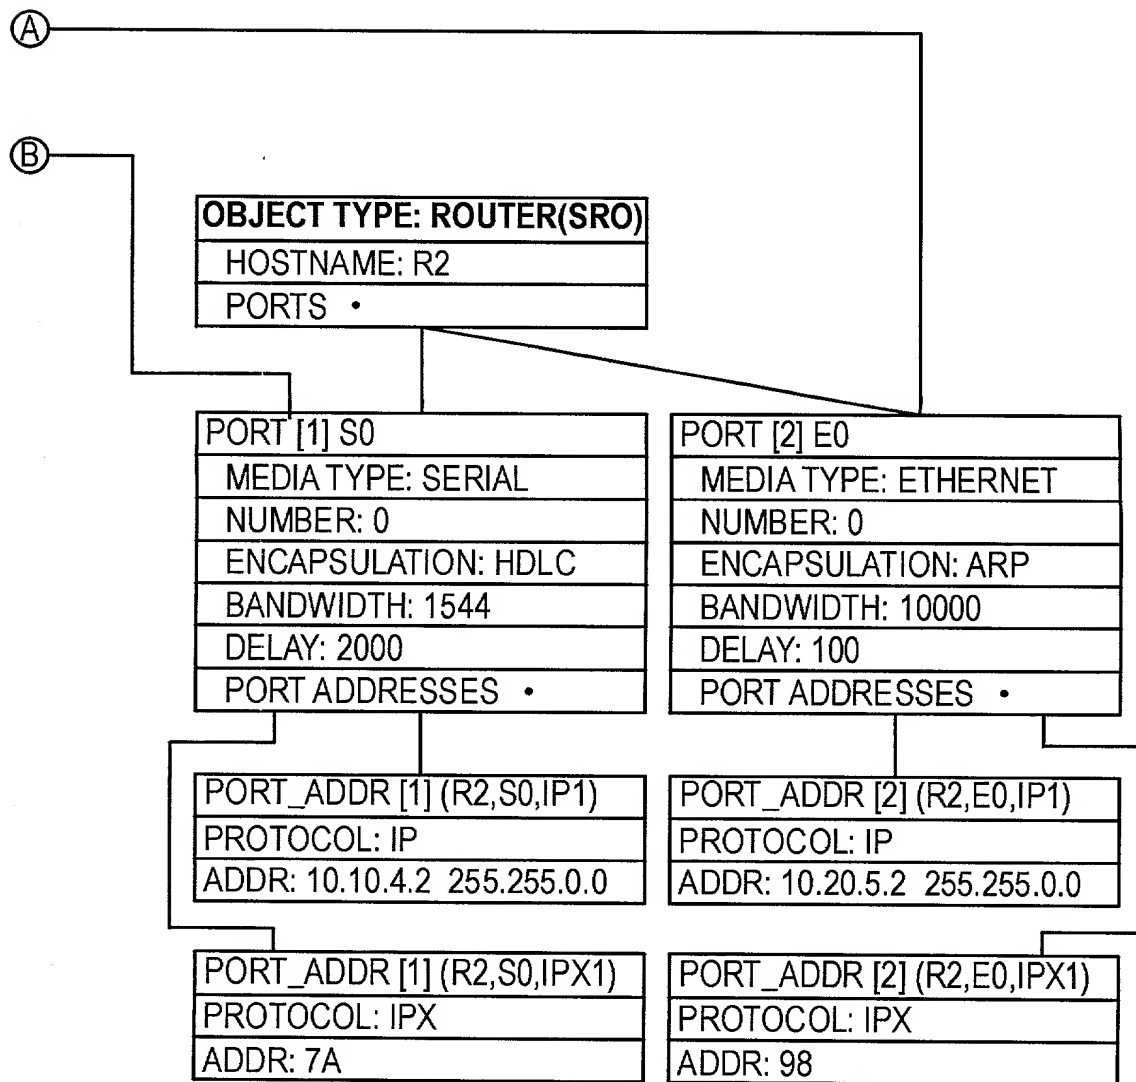 A
B
OBJECT TYPE: ROUTER(SRO)
HOSTNAME: R2
PORTS •
PORT [1] S0
MEDIA TYPE: SERIAL
NUMBER: 0
ENCAPSULATION: HDLC
BANDWIDTH: 1544
DELAY: 2000
PORT ADDRESSES •
PORT [2] E0
MEDIA TYPE: ETHERNET
NUMBER: 0
ENCAPSULATION: ARP
BANDWIDTH: 10000
DELAY: 100
PORT ADDRESSES •
PORT_ADDR [1] (R2,S0,IP1)
PROTOCOL: IP
ADDR: 10.10.4.2 255.255.0.0
PORT_ADDR [2] (R2,E0,IP1)
PROTOCOL: IP
ADDR: 10.20.5.2 255.255.0.0
PORT_ADDR [1] (R2,S0,IPX1)
PROTOCOL: IPX
ADDR: 7A
PORT_ADDR [2] (R2,E0,IPX1)
PROTOCOL: IPX
ADDR: 98